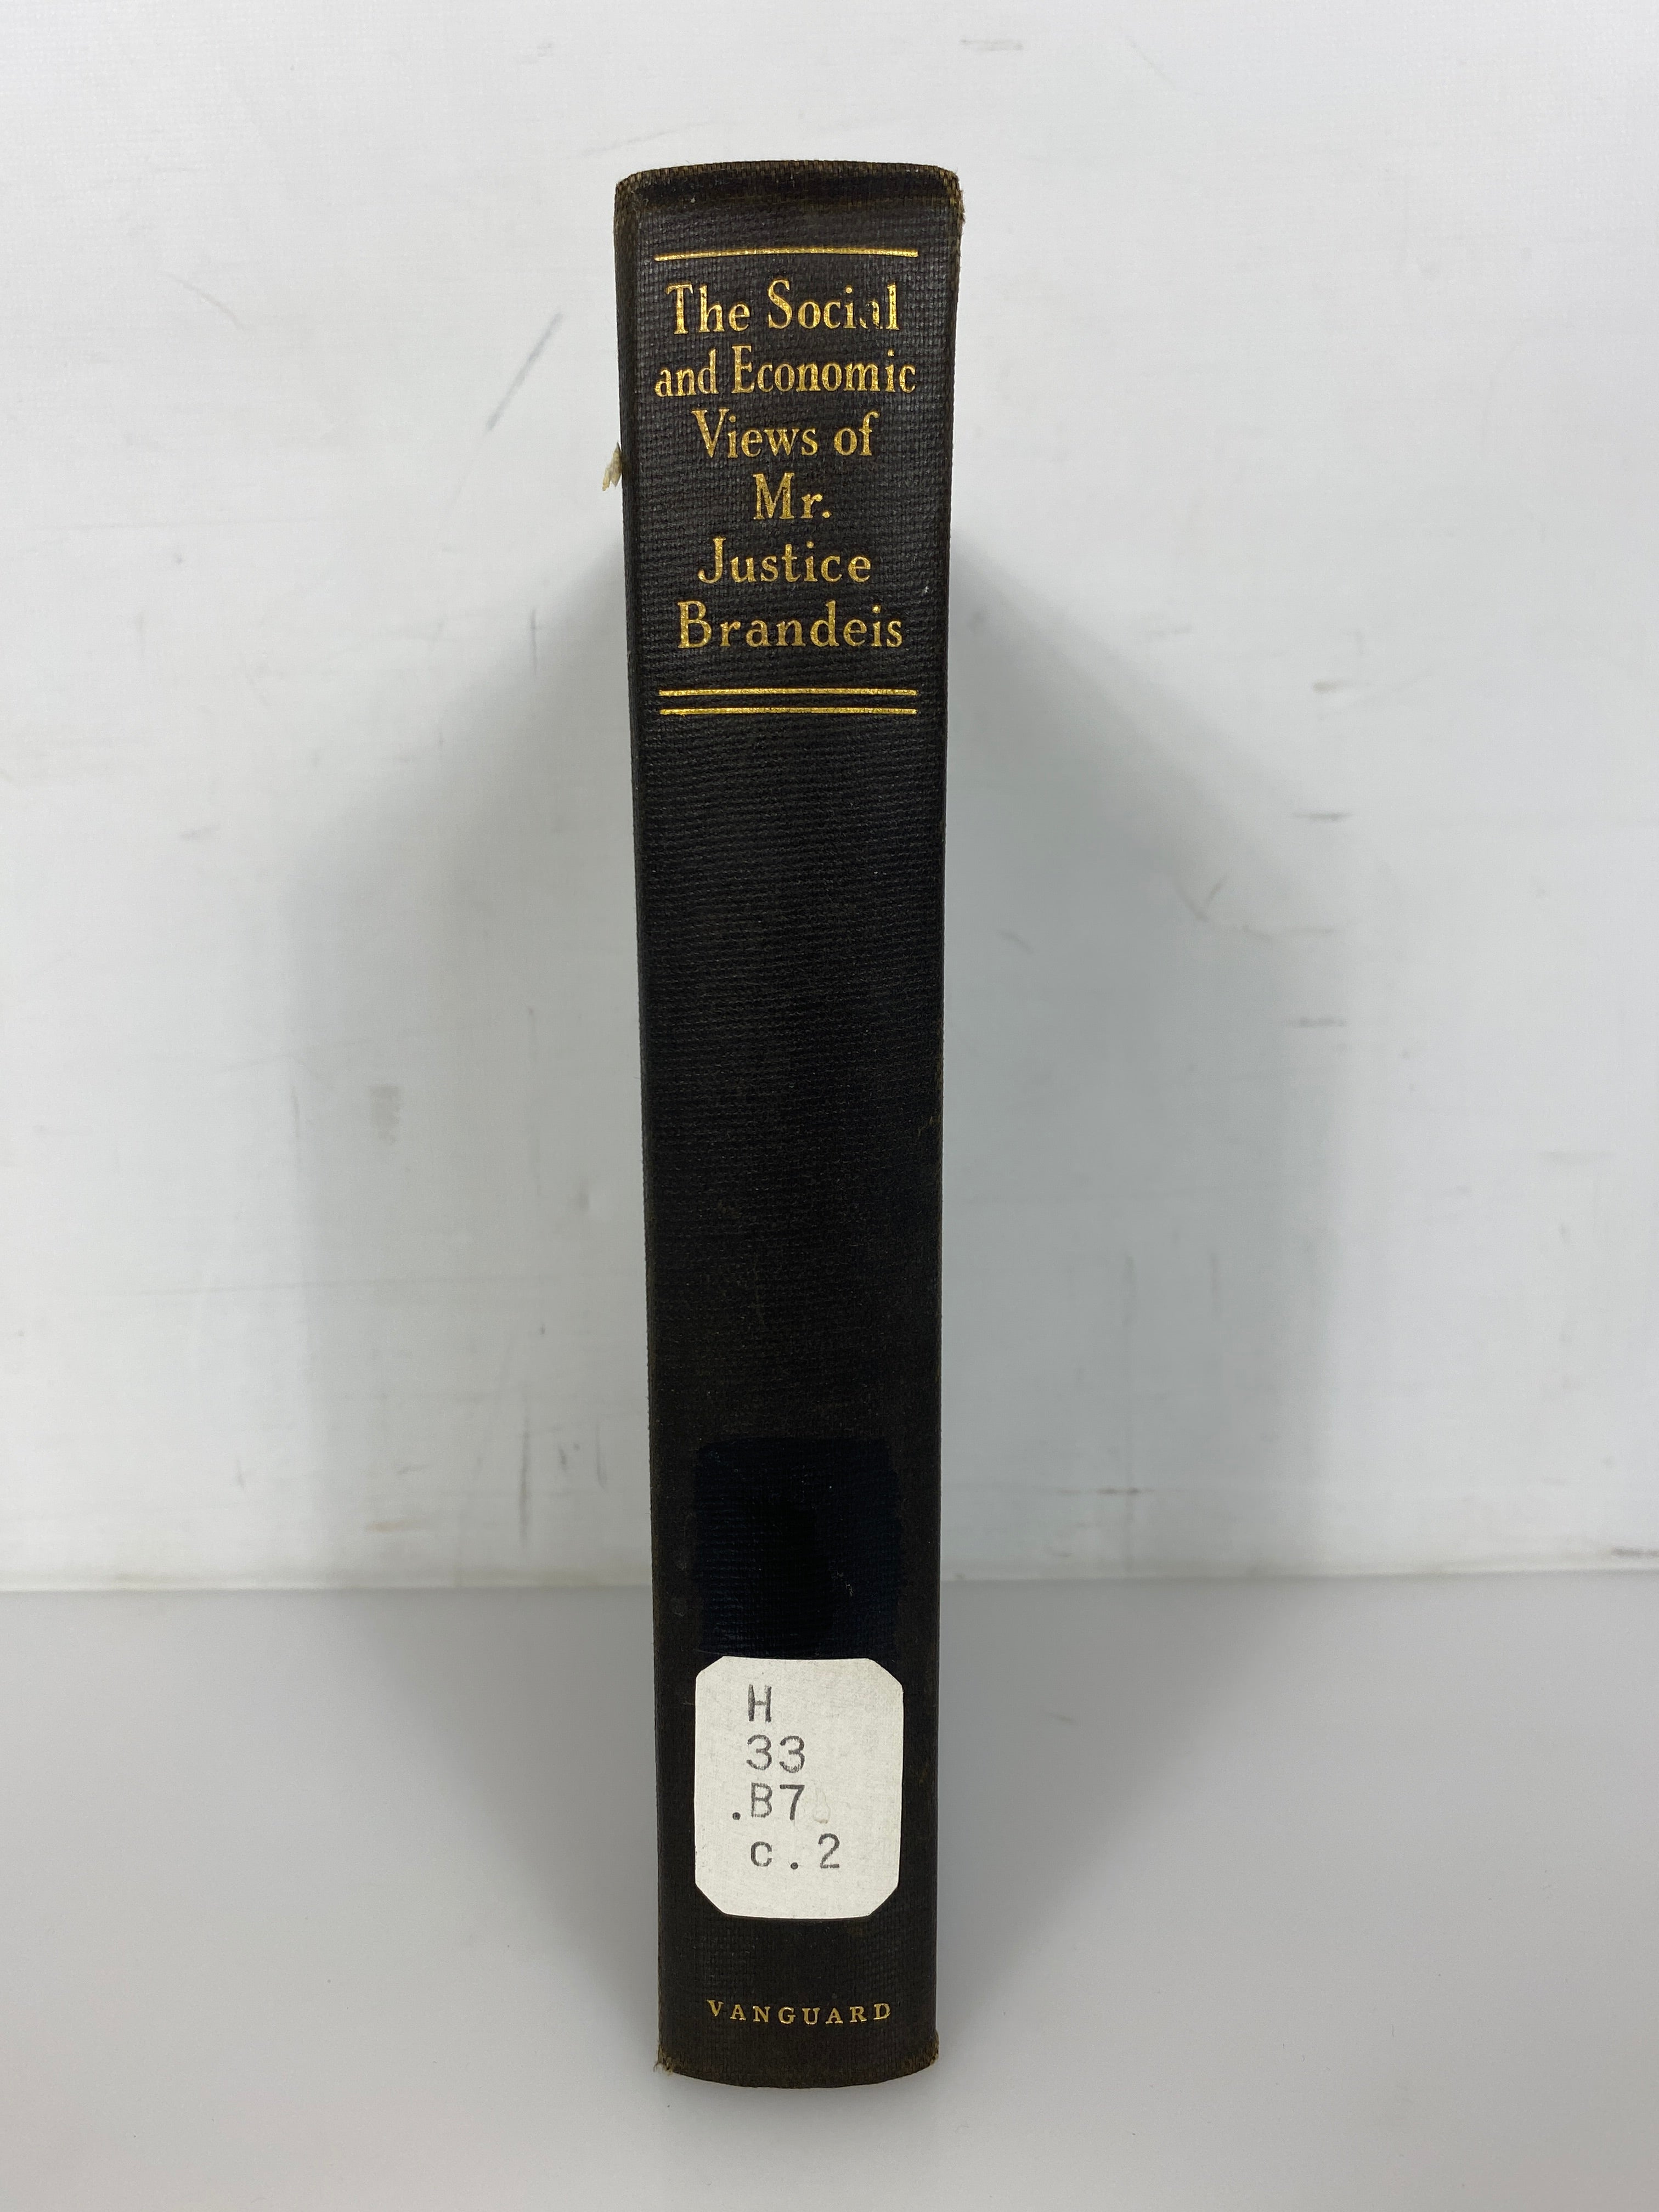 The Social
and Economic
Views of
Mr.
Justice
Brandeis
H
33
.B7
c.2
VANGUARD